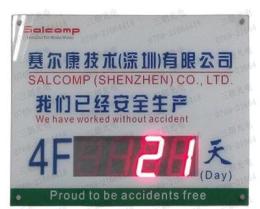 Salcomp
赛尔康技术(深圳)有限公司
SALCOMP (SHENZHEN) CO., LTD.
我们已经安全生产
We have worked without accident
4F 21 天
(Day)
Proud to be accidents free